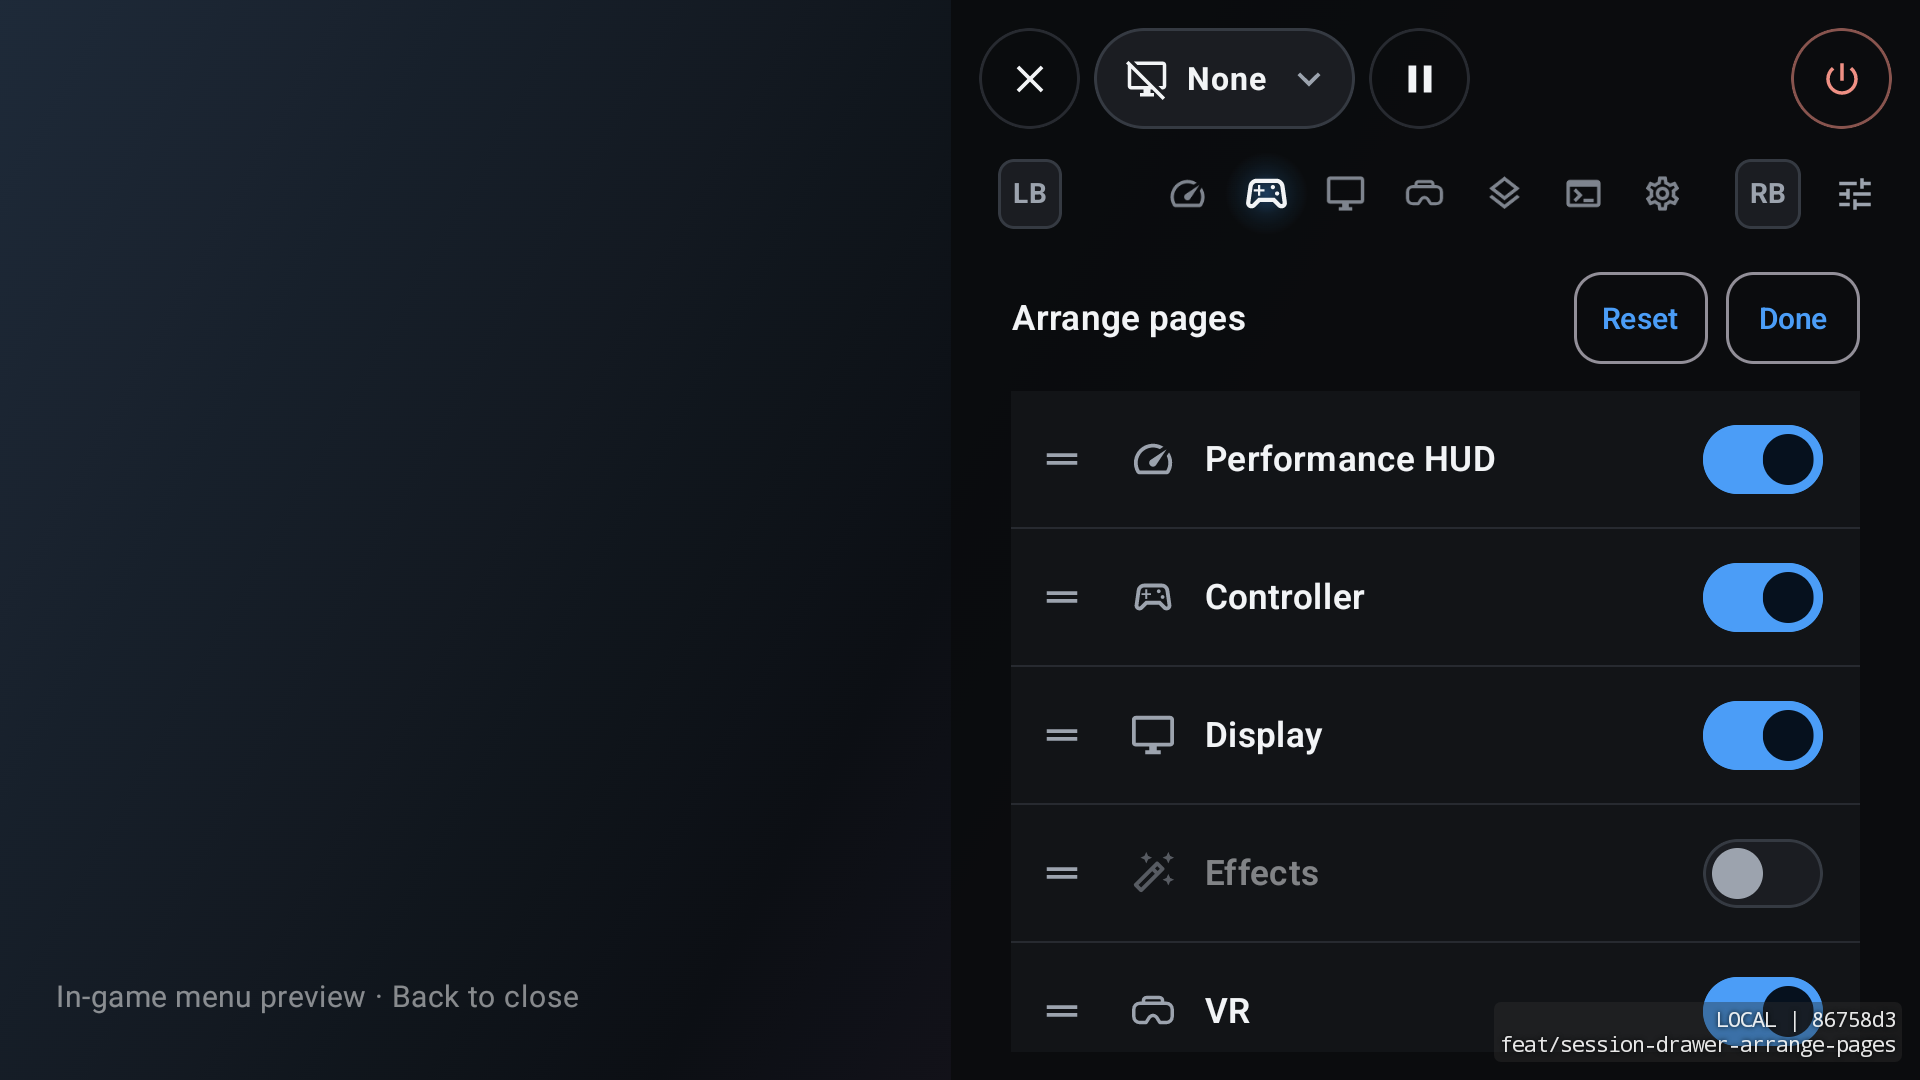 None
LB
RB
Arrange pages
Reset
Done
Performance HUD
Controller
Display
Effects
VR
In-game menu preview · Back to close
LOCAL | 86758d3
feat/session-drawer-arrange-pages